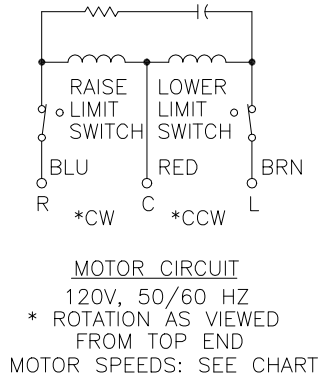 RAISE LOWER
LIMIT LIMIT
SWITCH SWITCH
BLU RED BRN
R C L
*CW *CCW
MOTOR CIRCUIT
120V, 50/60 HZ
* ROTATION AS VIEWED
FROM TOP END
MOTOR SPEEDS: SEE CHART